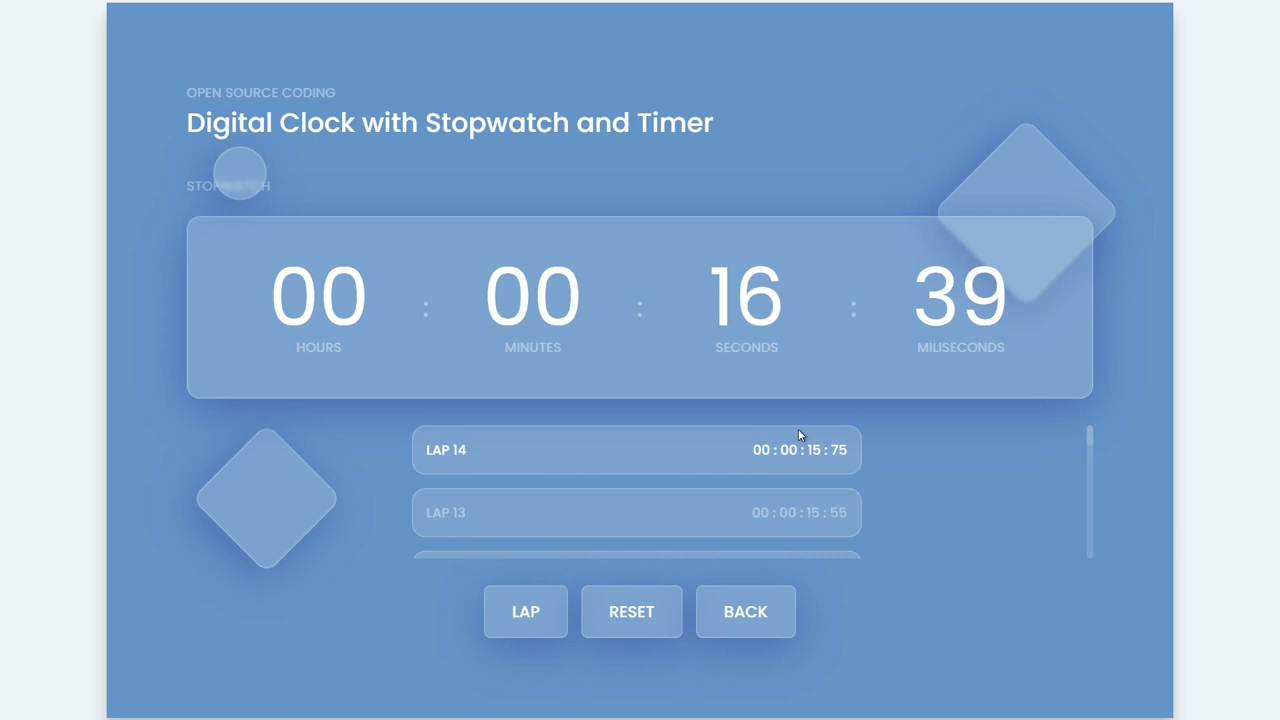 OPEN SOURCE CODING
Digital Clock with Stopwatch and Timer
STOPWATCH
00 : 00 : 16 : 39
HOURS MINUTES SECONDS MILISECONDS
LAP 14 00 : 00 : 15 : 75
LAP 13 00 : 00 : 15 : 55
LAP RESET BACK